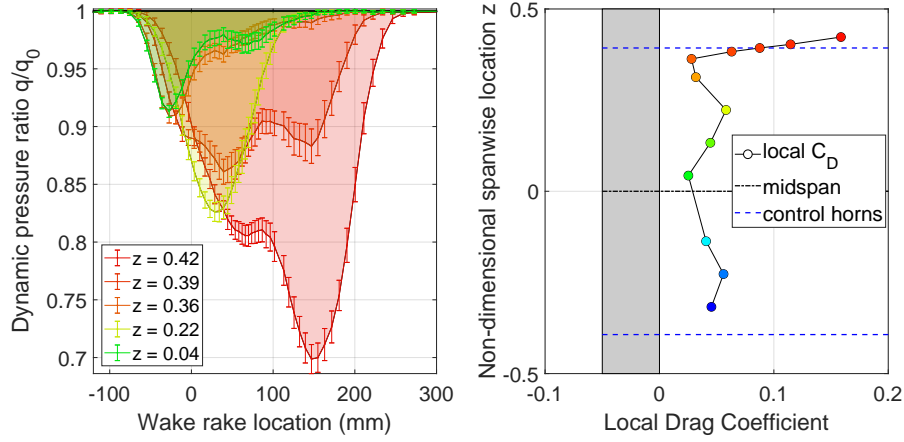 Dynamic pressure ratio q/q0
1
0.95
0.9
0.85
0.8
0.75
0.7
z = 0.42
z = 0.39
z = 0.36
z = 0.22
z = 0.04
-100
0
100
200
300
Wake rake location (mm)
Non-dimensional spanwise location z
0.5
0
-0.5
local CD
midspan
control horns
-0.1
0
0.1
0.2
Local Drag Coefficient